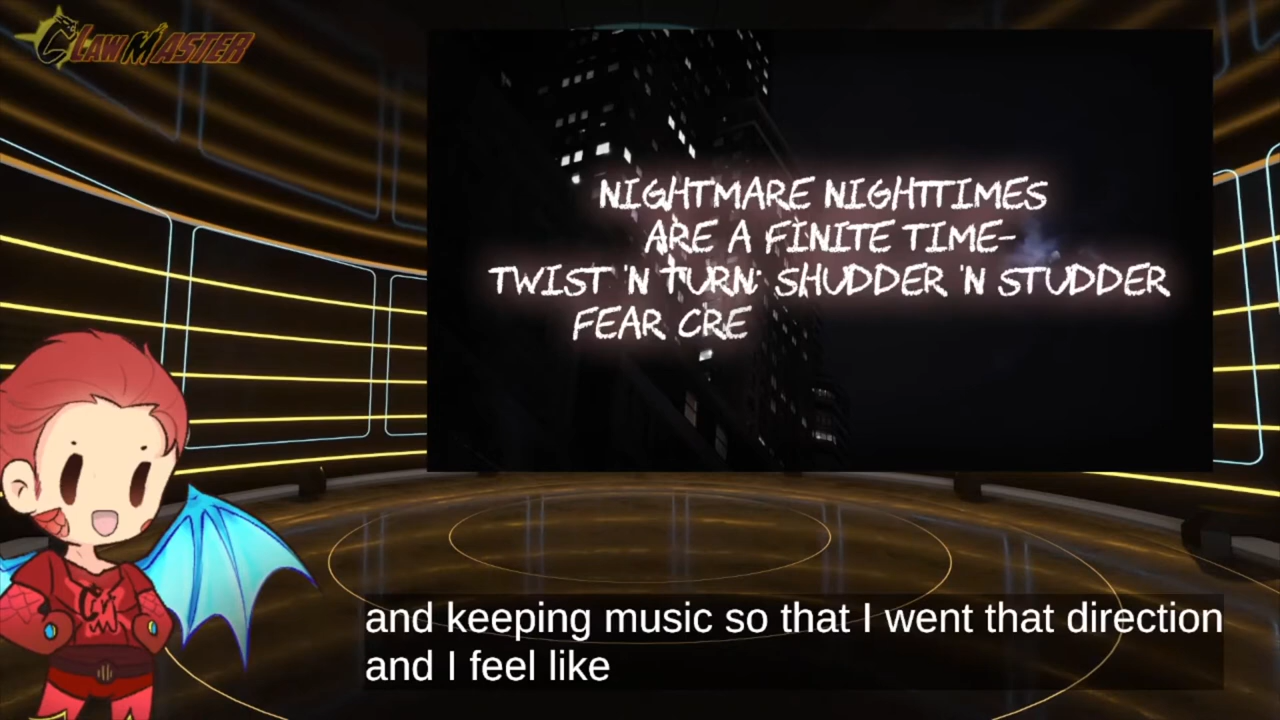 CLAWMASTER
NIGHTMARE NIGHTTIMES
ARE A FINITE TIME-
TWIST 'N TURN: SHUDDER 'N STUDDER
FEAR CRE
CM
and keeping music so that I went that direction
and I feel like